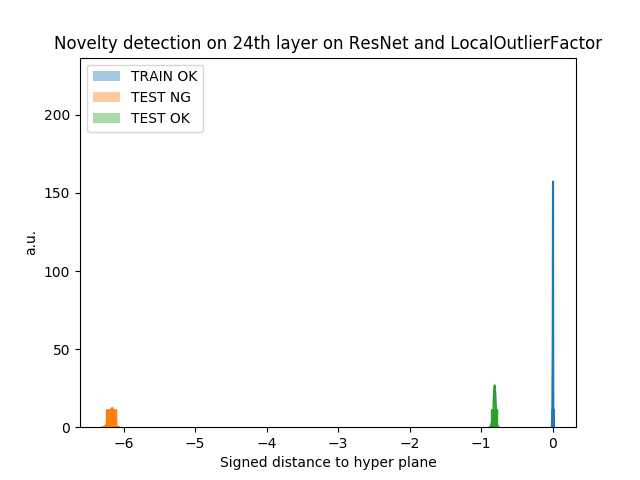 Novelty detection on 24th layer on ResNet and LocalOutlierFactor
TRAIN OK
TEST NG
TEST OK
200
150
100
50
0
a.u.
−6 −5 −4 −3 −2 −1 0
Signed distance to hyper plane